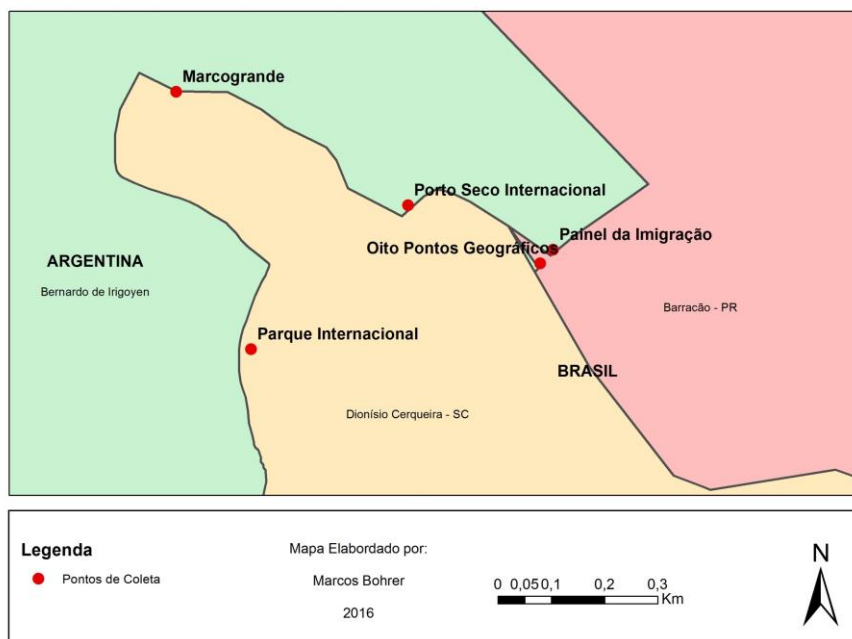 Marcogrande
Porto Seco Internacional
Painel da Imigração
Oito Pontos Geográficos
ARGENTINA
Bernardo de Irigoyen
Barracão - PR
Parque Internacional
BRASIL
Dionísio Cerqueira - SC
Legenda
Pontos de Coleta
Mapa Elaborado por:
Marcos Bohrer
2016
0 0,05 0,1 0,2 0,3
Km
N